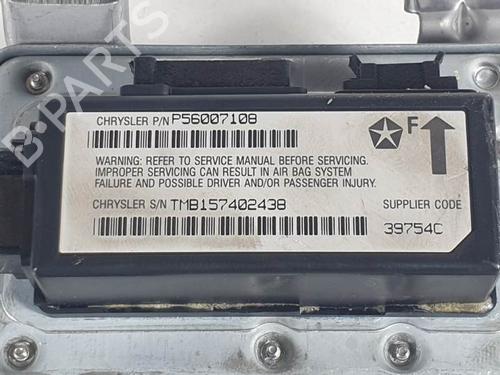 B-PARTS
CHRYSLER P/N P56007108
F
WARNING: REFER TO SERVICE MANUAL BEFORE SERVICING.
IMPROPER SERVICING CAN RESULT IN AIR BAG SYSTEM
FAILURE AND POSSIBLE DRIVER AND/OR PASSENGER INJURY.
CHRYSLER S/N TMB157402438
SUPPLIER CODE
39754C